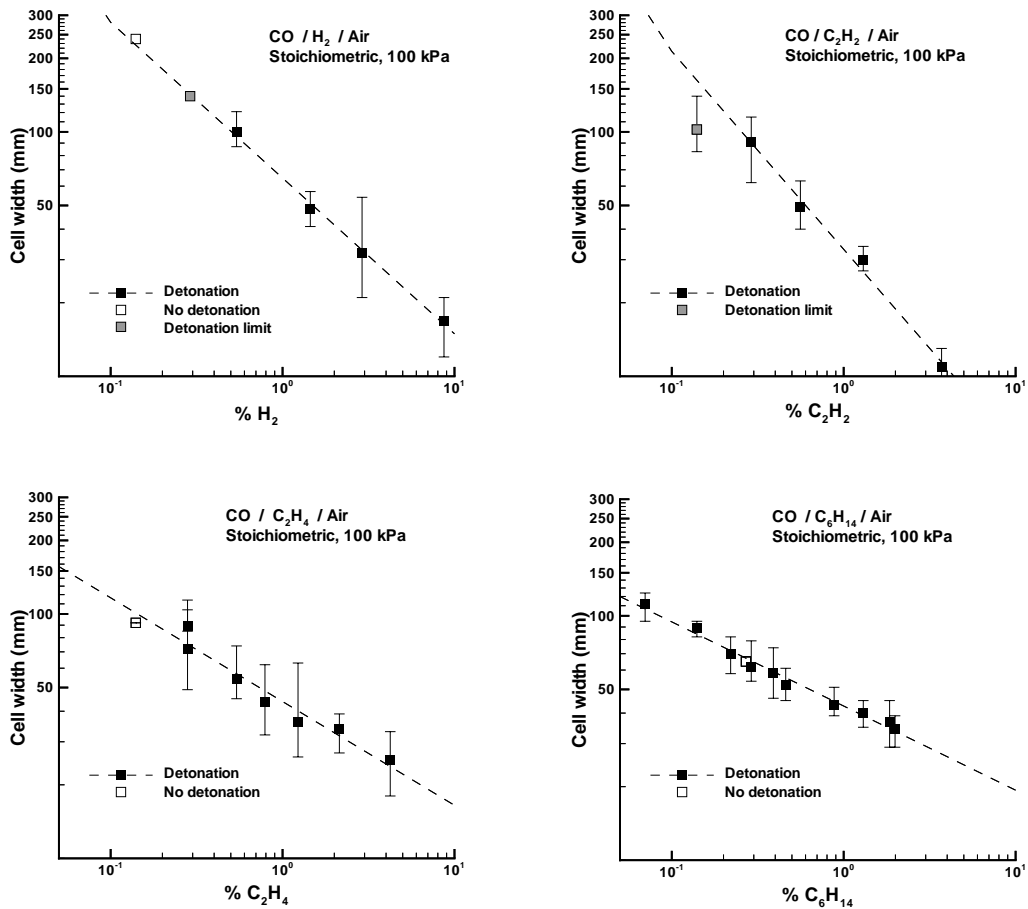 CO / H₂ / Air
Stoichiometric, 100 kPa
300
250
200
150
100
50
Cell width (mm)
Detonation
No detonation
Detonation limit
10⁻¹
10⁰
10¹
% H₂
CO / C₂H₂ / Air
Stoichiometric, 100 kPa
300
250
200
150
100
50
Cell width (mm)
Detonation
Detonation limit
10⁻¹
10⁰
10¹
% C₂H₂
CO / C₂H₄ / Air
Stoichiometric, 100 kPa
300
250
200
150
100
50
Cell width (mm)
Detonation
No detonation
10⁻¹
10⁰
10¹
% C₂H₄
CO / C₆H₁₄ / Air
Stoichiometric, 100 kPa
300
250
200
150
100
50
Cell width (mm)
Detonation
No detonation
10⁻¹
10⁰
10¹
% C₆H₁₄